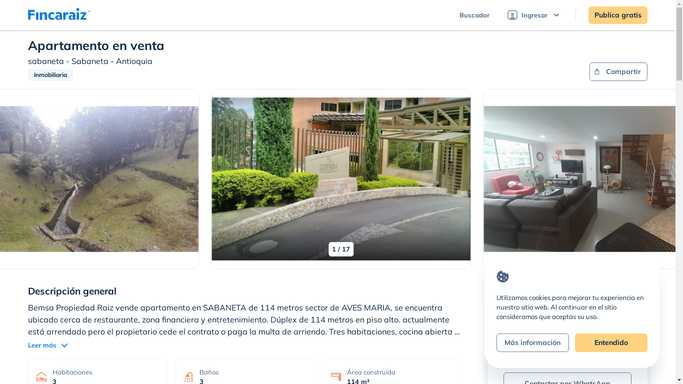 Fincaraiz
Buscador
Ingresar
Publica gratis
Apartamento en venta
sabaneta - Sabaneta - Antioquia
Inmobiliaria
Compartir
1 / 17
Descripción general
Bemsa Propiedad Raiz vende apartamento en SABANETA de 114 metros sector de AVES MARIA, se encuentra
ubicado cerca de restaurante, zona financiera y entretenimiento. Dúplex de 114 metros en piso alto. actualmente
está arrendado pero el propietario cede el contrato o paga la multa de arriendo. Tres habitaciones, cocina abierta ...
Leer más
Habitaciones
3
Baños
3
Área construida
114 m²
Utilizamos cookies para mejorar tu experiencia en
nuestro sitio web. Al continuar en el sitio
consideramos que aceptas su uso.
Más información
Entendido
Contactar por WhatsApp